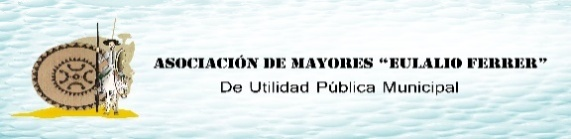 ASOCIACIÓN DE MAYORES “EULALIO FERRER”
De Utilidad Pública Municipal